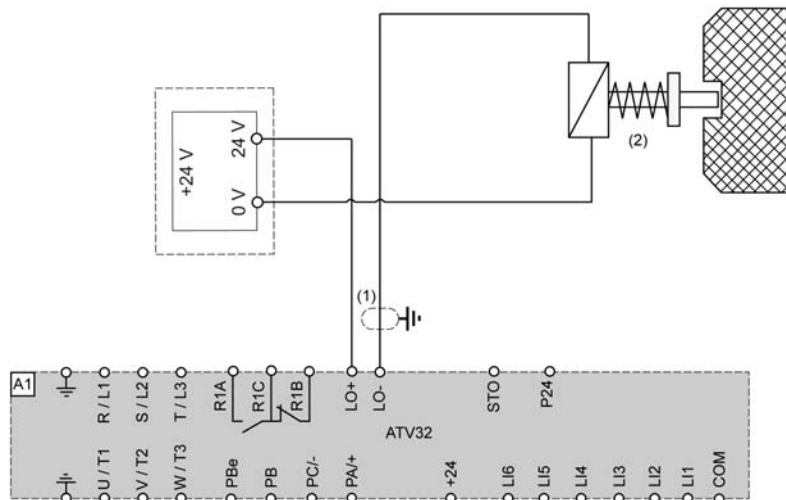 +24 V
24 V
0 V
(2)
(1)
A1
R / L1
S / L2
T / L3
R1A
R1C
R1B
LO+
LO-
STO
P24
ATV32
U / T1
V / T2
W / T3
PBe
PB
PC/-
PA/+
+24
LI6
LI5
LI4
LI3
LI2
LI1
COM